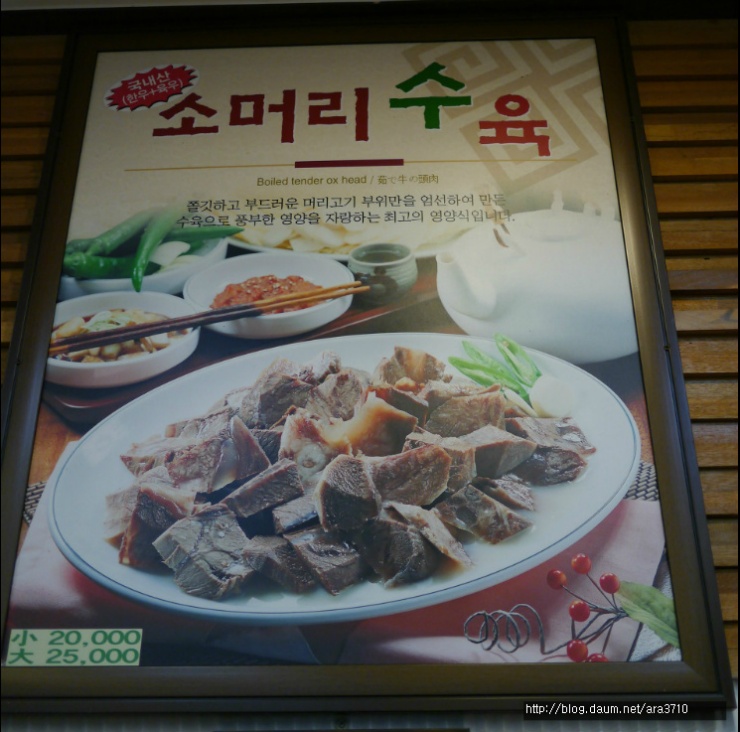 국내산
(한우+육우)
소머리 수육
Boiled tender ox head / 茹で牛の頭肉
쫄깃하고 부드러운 머리고기 부위만을 엄선하여 만든
수육으로 풍부한 영양을 자랑하는 최고의 영양식입니다.
小 20,000
大 25,000
http://blog.daum.net/ara3710